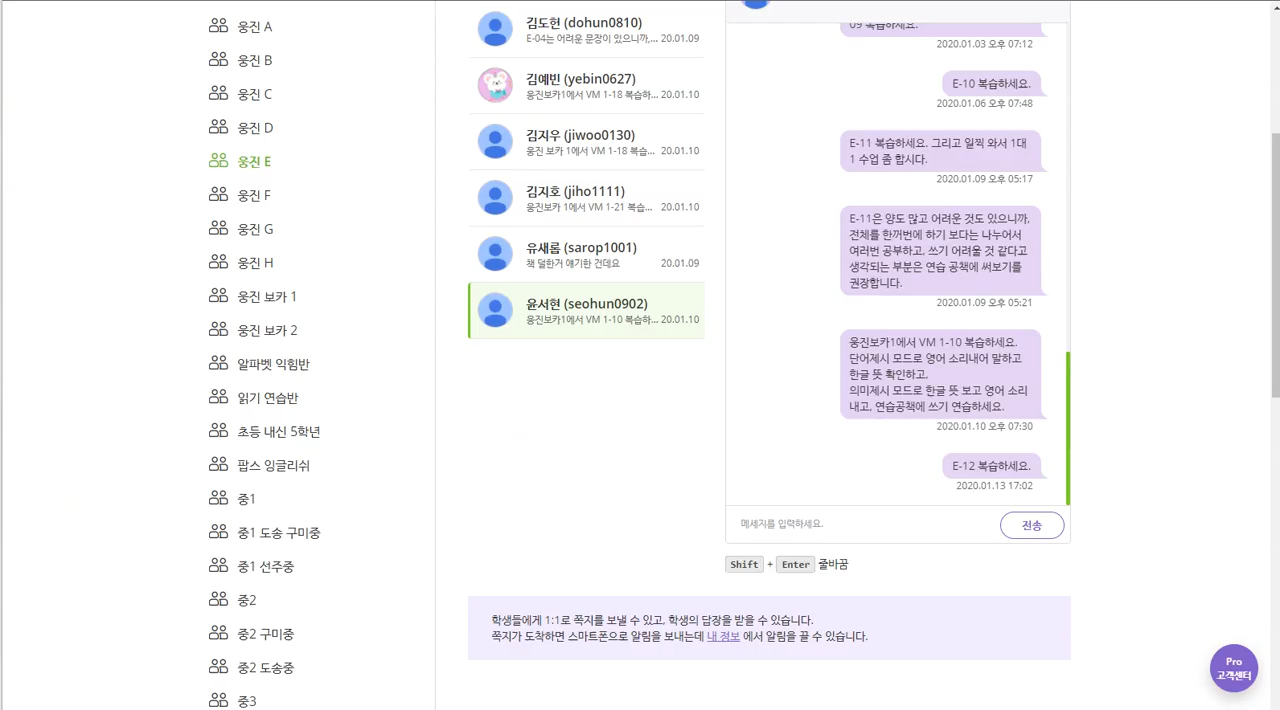 웅진 A
웅진 B
웅진 C
웅진 D
웅진 E
웅진 F
웅진 G
웅진 H
웅진 보카 1
웅진 보카 2
알파벳 익힘반
읽기 연습반
초등 내신 5학년
팝스 잉글리쉬
중1
중1 도송 구미중
중1 선주중
중2
중2 구미중
중2 도송중
중3
김도현 (dohun0810)
E-04는 어려운 문장이 있으니까,... 20.01.09
김예빈 (yebin0627)
웅진보카1에서 VM 1-18 복습하... 20.01.10
김지우 (jiwoo0130)
웅진 보카 1에서 VM 1-18 복습... 20.01.10
김지호 (jiho1111)
웅진보카 1에서 VM 1-21 복습... 20.01.10
유새롬 (sarop1001)
책 덜한거 얘기한 건데요 20.01.09
윤서현 (seohun0902)
웅진보카1에서 VM 1-10 복습하... 20.01.10
09 복습하세요.
2020.01.03 오후 07:12
E-10 복습하세요.
2020.01.06 오후 07:48
E-11 복습하세요. 그리고 일찍 와서 1대
1 수업 좀 합시다.
2020.01.09 오후 05:17
E-11은 양도 많고 어려운 것도 있으니까,
전체를 한꺼번에 하기 보다는 나누어서
여러번 공부하고, 쓰기 어려울 것 같다고
생각되는 부분은 연습 공책에 써보기를
권장합니다.
2020.01.09 오후 05:21
웅진보카1에서 VM 1-10 복습하세요.
단어제시 모드로 영어 소리내어 말하고
한글 뜻 확인하고,
의미제시 모드로 한글 뜻 보고 영어 소리
내고, 연습공책에 쓰기 연습하세요.
2020.01.10 오후 07:30
E-12 복습하세요.
2020.01.13 17:02
메세지를 입력하세요.
전송
Shift + Enter 줄바꿈
학생들에게 1:1로 쪽지를 보낼 수 있고, 학생의 답장을 받을 수 있습니다.
쪽지가 도착하면 스마트폰으로 알림을 보내는데 내 정보 에서 알림을 끌 수 있습니다.
Pro
고객센터